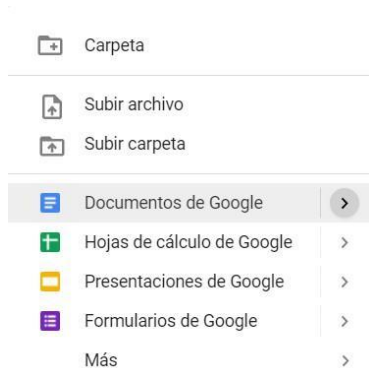 Carpeta
Subir archivo
Subir carpeta
Documentos de Google
Hojas de cálculo de Google
Presentaciones de Google
Formularios de Google
Más